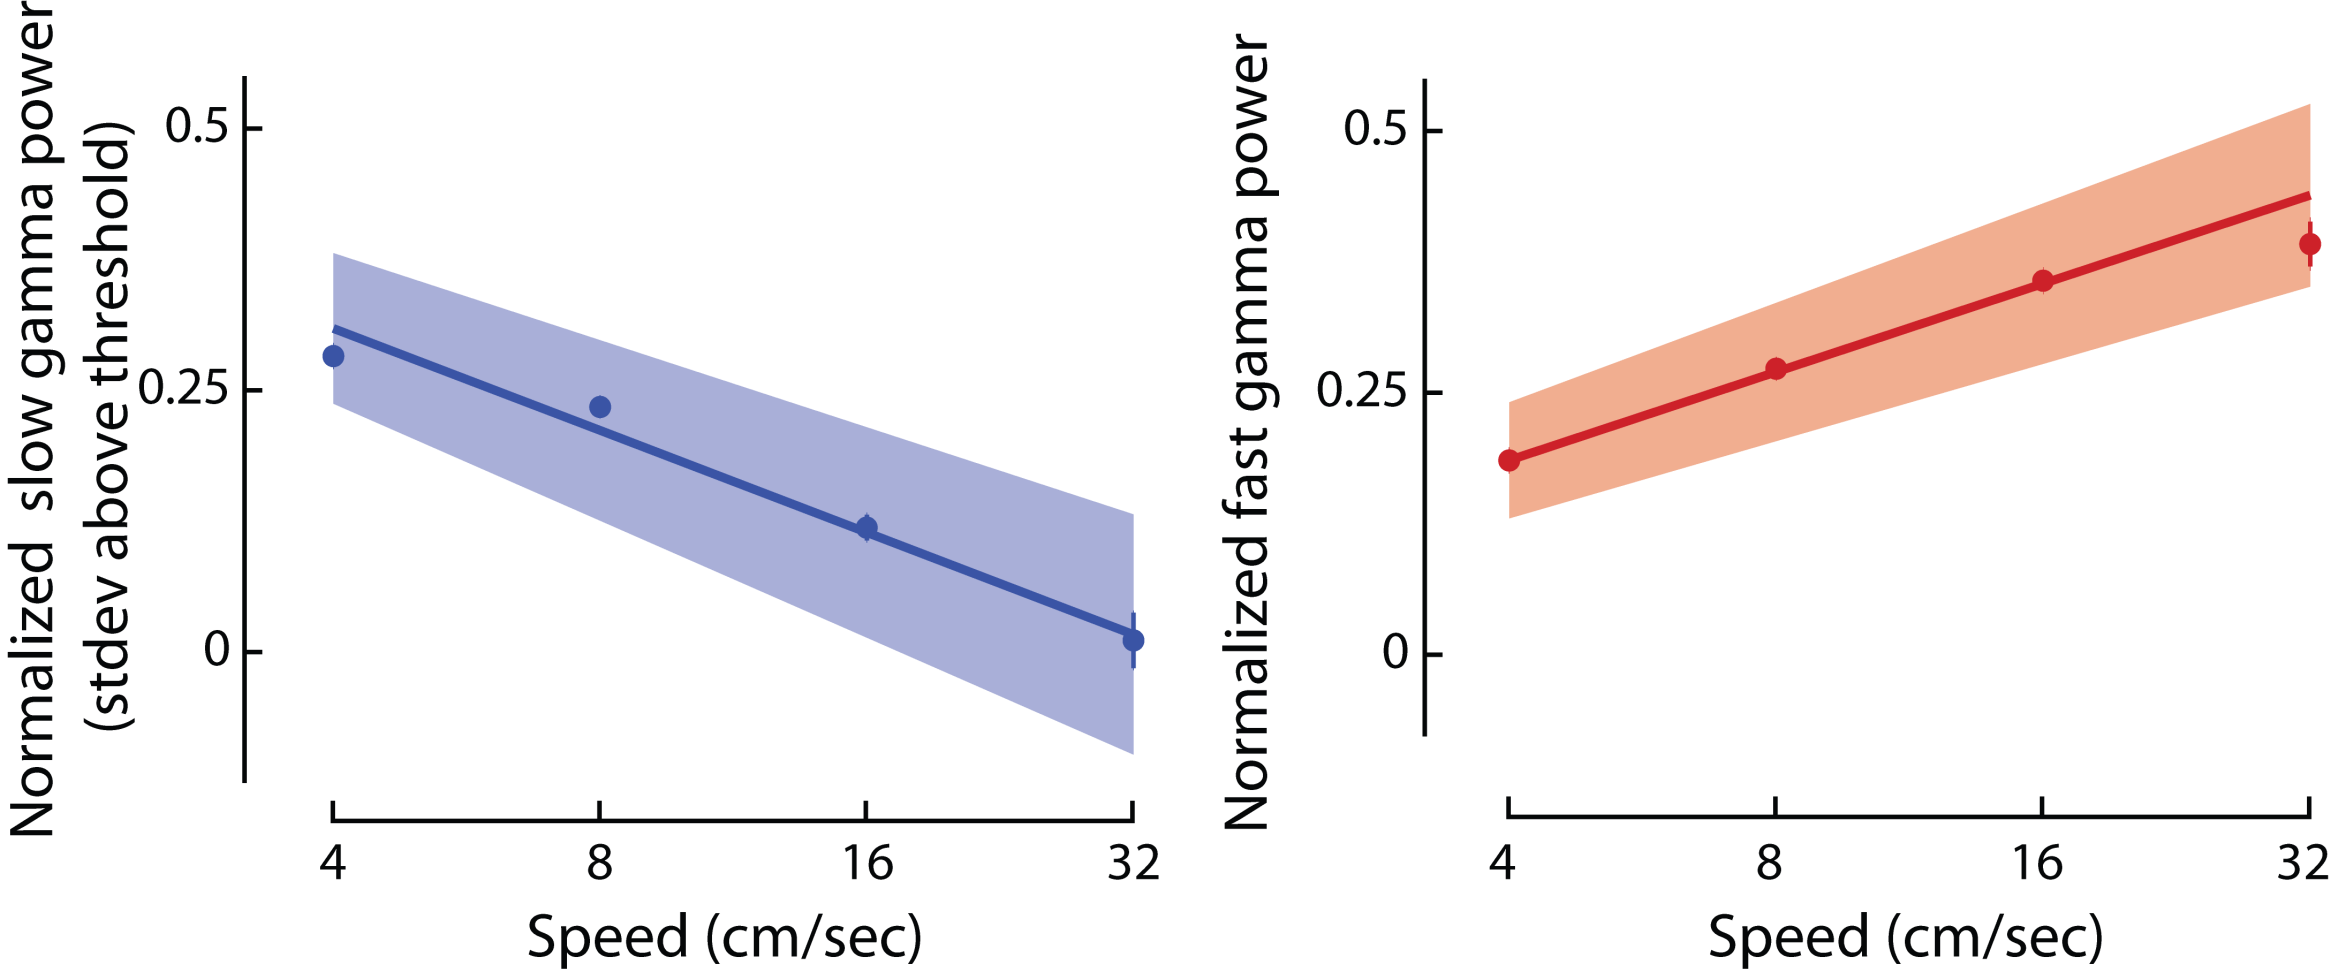 Normalized slow gamma power
(stdev above threshold)
0.5
0.25
0
4 8 16 32
Speed (cm/sec)
Normalized fast gamma power
0.5
0.25
0
4 8 16 32
Speed (cm/sec)